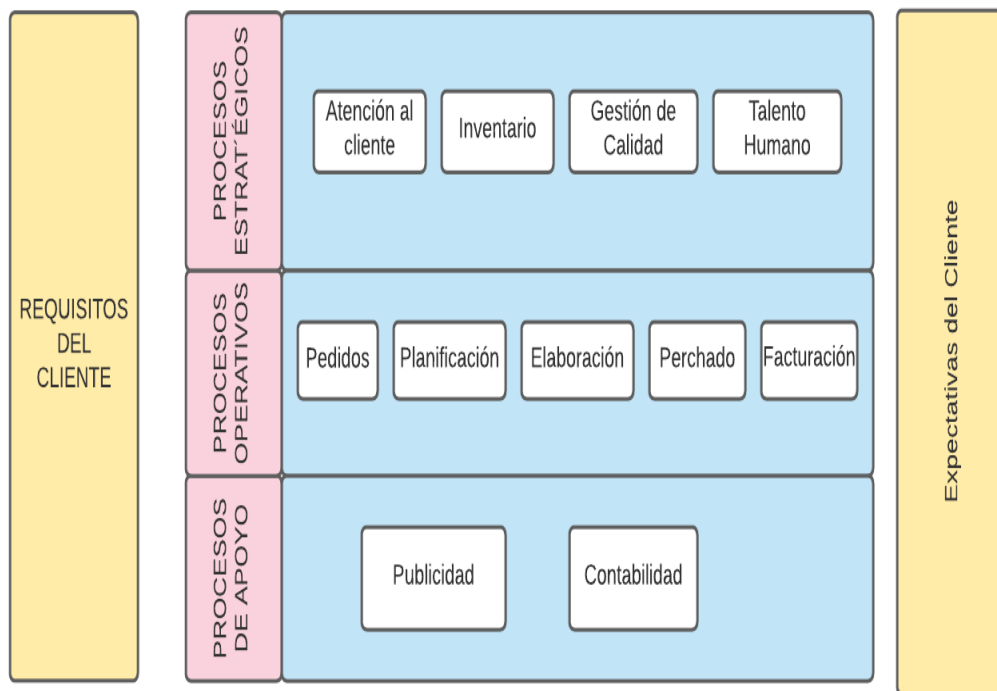 REQUISITOS
DEL
CLIENTE
PROCESOS
ESTRAT´ÉGICOS
Atención al
cliente
Inventario
Gestión de
Calidad
Talento
Humano
PROCESOS
OPERATIVOS
Pedidos
Planificación
Elaboración
Perchado
Facturación
PROCESOS
DE APOYO
Publicidad
Contabilidad
Expectativas del Cliente